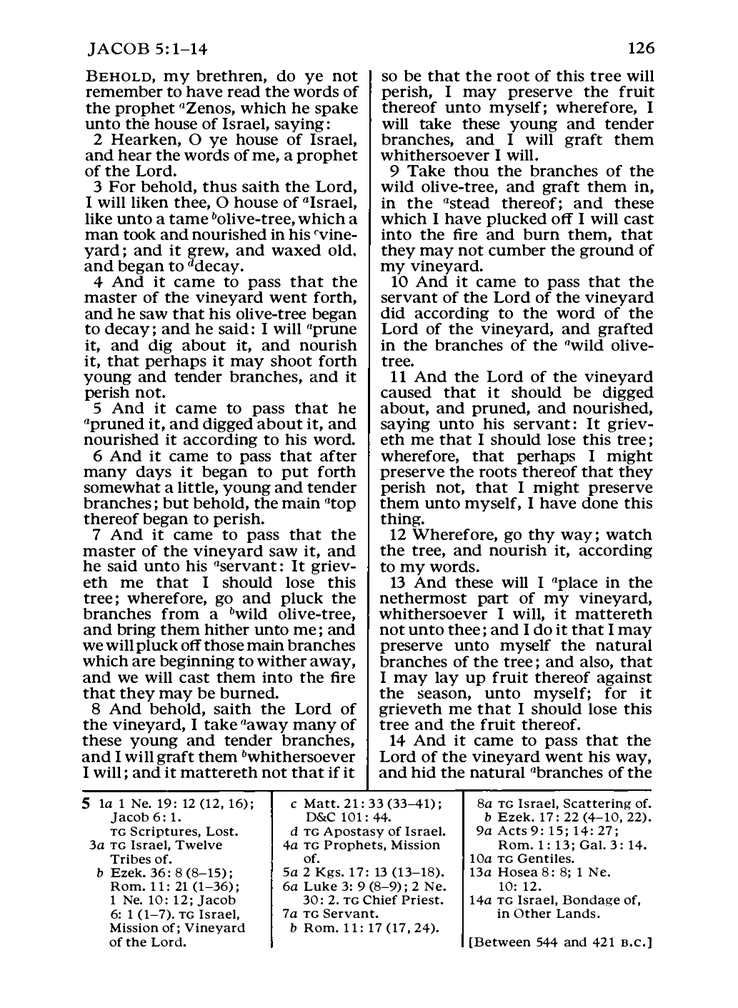 JACOB 5:1–14
126
BEHOLD, my brethren, do ye not
remember to have read the words of
the prophet aZenos, which he spake
unto the house of Israel, saying:
2 Hearken, O ye house of Israel,
and hear the words of me, a prophet
of the Lord.
3 For behold, thus saith the Lord,
I will liken thee, O house of aIsrael,
like unto a tame bolive-tree, which a
man took and nourished in his cvine-
yard; and it grew, and waxed old,
and began to ddecay.
4 And it came to pass that the
master of the vineyard went forth,
and he saw that his olive-tree began
to decay; and he said: I will aprune
it, and dig about it, and nourish
it, that perhaps it may shoot forth
young and tender branches, and it
perish not.
5 And it came to pass that he
apruned it, and digged about it, and
nourished it according to his word.
6 And it came to pass that after
many days it began to put forth
somewhat a little, young and tender
branches; but behold, the main atop
thereof began to perish.
7 And it came to pass that the
master of the vineyard saw it, and
he said unto his aservant: It griev-
eth me that I should lose this
tree; wherefore, go and pluck the
branches from a bwild olive-tree,
and bring them hither unto me; and
we will pluck off those main branches
which are beginning to wither away,
and we will cast them into the fire
that they may be burned.
8 And behold, saith the Lord of
the vineyard, I take aaway many of
these young and tender branches,
and I will graft them bwhithersoever
I will; and it mattereth not that if it
so be that the root of this tree will
perish, I may preserve the fruit
thereof unto myself; wherefore, I
will take these young and tender
branches, and I will graft them
whithersoever I will.
9 Take thou the branches of the
wild olive-tree, and graft them in,
in the astead thereof; and these
which I have plucked off I will cast
into the fire and burn them, that
they may not cumber the ground of
my vineyard.
10 And it came to pass that the
servant of the Lord of the vineyard
did according to the word of the
Lord of the vineyard, and grafted
in the branches of the awild olive-
tree.
11 And the Lord of the vineyard
caused that it should be digged
about, and pruned, and nourished,
saying unto his servant: It griev-
eth me that I should lose this tree;
wherefore, that perhaps I might
preserve the roots thereof that they
perish not, that I might preserve
them unto myself, I have done this
thing.
12 Wherefore, go thy way; watch
the tree, and nourish it, according
to my words.
13 And these will I aplace in the
nethermost part of my vineyard,
whithersoever I will, it mattereth
not unto thee; and I do it that I may
preserve unto myself the natural
branches of the tree; and also, that
I may lay up fruit thereof against
the season, unto myself; for it
grieveth me that I should lose this
tree and the fruit thereof.
14 And it came to pass that the
Lord of the vineyard went his way,
and hid the natural abranches of the
5 1a 1 Ne. 19: 12 (12, 16);
Jacob 6: 1.
TG Scriptures, Lost.
3a TG Israel, Twelve
Tribes of.
b Ezek. 36: 8 (8–15);
Rom. 11: 21 (1–36);
1 Ne. 10: 12; Jacob
6: 1 (1–7). TG Israel,
Mission of; Vineyard
of the Lord.
c Matt. 21: 33 (33–41);
D&C 101: 44.
d TG Apostasy of Israel.
4a TG Prophets, Mission
of.
5a 2 Kgs. 17: 13 (13–18).
6a Luke 3: 9 (8–9); 2 Ne.
30: 2. TG Chief Priest.
7a TG Servant.
b Rom. 11: 17 (17, 24).
8a TG Israel, Scattering of.
b Ezek. 17: 22 (4–10, 22).
9a Acts 9: 15; 14: 27;
Rom. 1: 13; Gal. 3: 14.
10a TG Gentiles.
13a Hosea 8: 8; 1 Ne.
10: 12.
14a TG Israel, Bondage of,
in Other Lands.
[Between 544 and 421 B.C.]